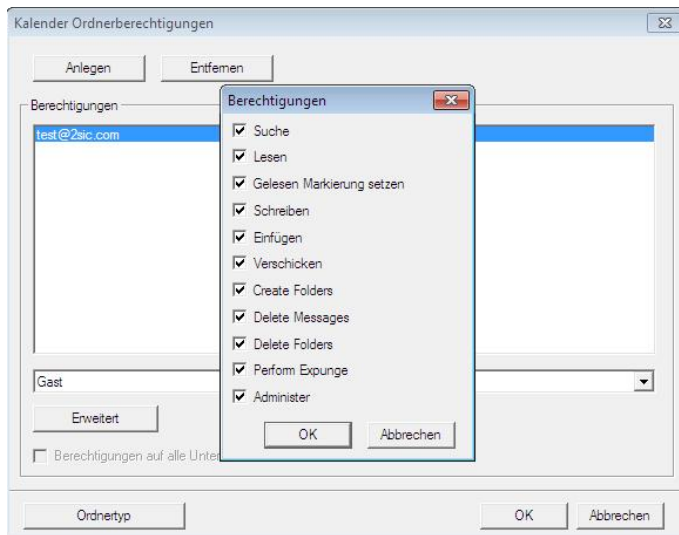 Kalender Ordnerberechtigungen
Anlegen
Entfernen
Berechtigungen
test@2sic.com
Berechtigungen
Suche
Lesen
Gelesen Markierung setzen
Schreiben
Einfügen
Verschicken
Create Folders
Delete Messages
Delete Folders
Perform Expunge
Administer
OK
Abbrechen
Gast
Erweitert
Berechtigungen auf alle Unter
Ordnertyp
OK
Abbrechen